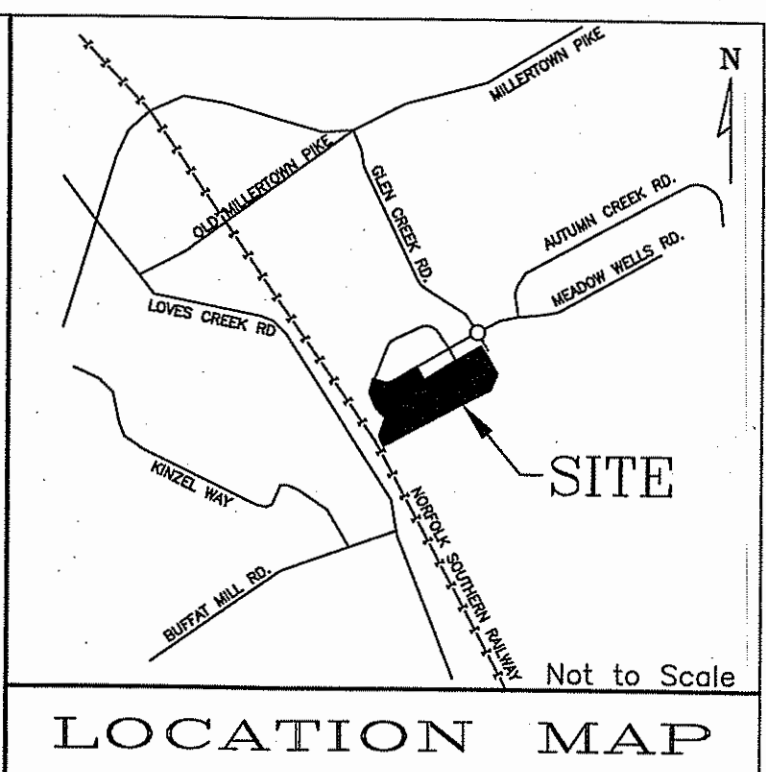 MILLERTOWN PIKE
N
OLD MILLERTOWN PIKE
GLEN CREEK RD.
AUTUMN CREEK RD.
MEADOW WELLS RD.
LOVES CREEK RD
SITE
KINZEL WAY
NORFOLK SOUTHERN RAILWAY
BUFFAT MILL RD.
Not to Scale
LOCATION MAP